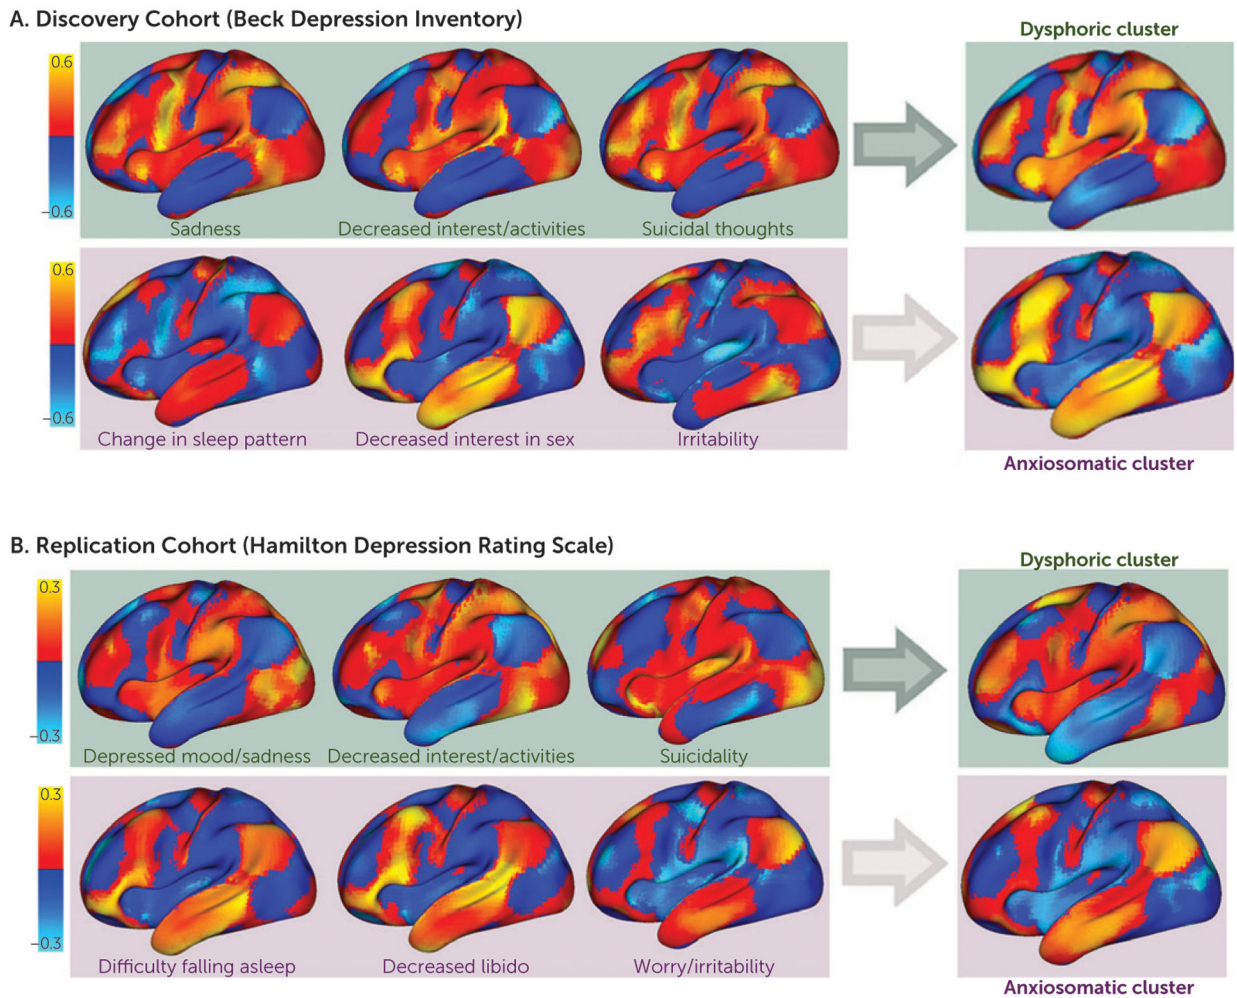 A. Discovery Cohort (Beck Depression Inventory)
Dysphoric cluster
0.6
−0.6
Sadness
Decreased interest/activities
Suicidal thoughts
0.6
−0.6
Change in sleep pattern
Decreased interest in sex
Irritability
Anxiosomatic cluster
B. Replication Cohort (Hamilton Depression Rating Scale)
Dysphoric cluster
0.3
−0.3
Depressed mood/sadness
Decreased interest/activities
Suicidality
0.3
−0.3
Difficulty falling asleep
Decreased libido
Worry/irritability
Anxiosomatic cluster